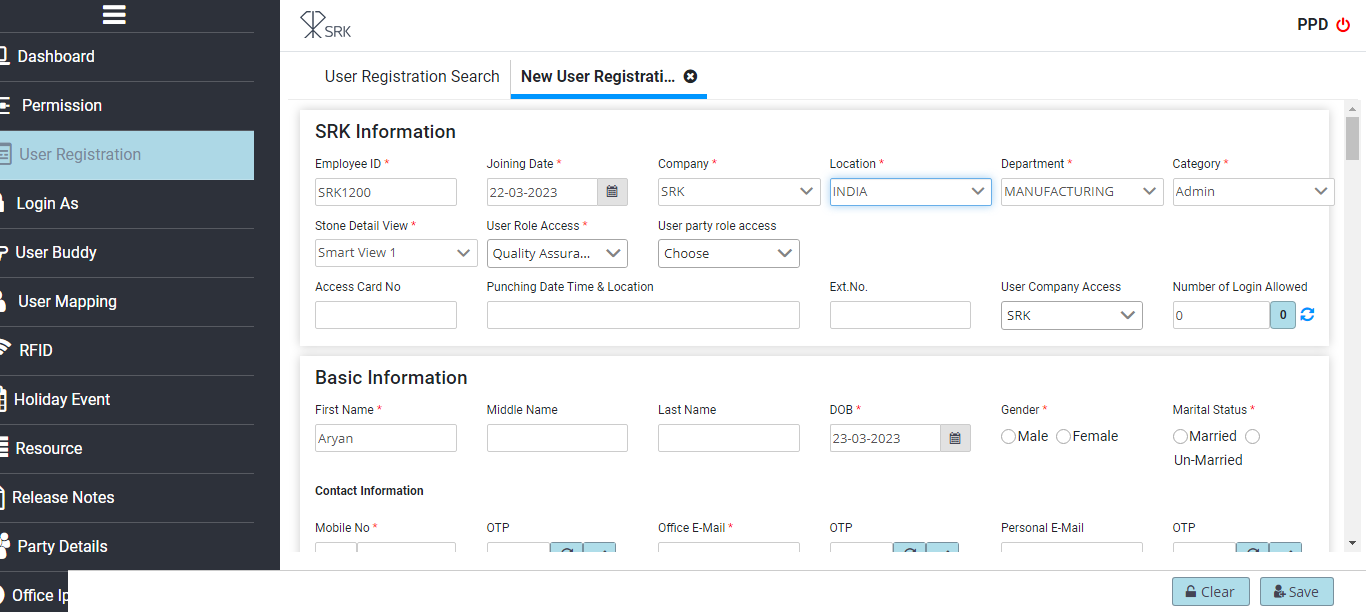 SRK
PPD
Dashboard
Permission
User Registration
Login As
User Buddy
User Mapping
RFID
Holiday Event
Resource
Release Notes
Party Details
Office Ip
User Registration Search New User Registrati...
SRK Information
Employee ID * Joining Date * Company * Location * Department * Category *
SRK1200 22-03-2023 SRK INDIA MANUFACTURING Admin
Stone Detail View * User Role Access * User party role access
Smart View 1 Quality Assura... Choose
Access Card No Punching Date Time & Location Ext.No. User Company Access Number of Login Allowed
SRK 0 0
Basic Information
First Name * Middle Name Last Name DOB * Gender * Marital Status *
Aryan 23-03-2023 Male Female Married
Un-Married
Contact Information
Mobile No * OTP Office E-Mail * OTP Personal E-Mail OTP
Clear Save